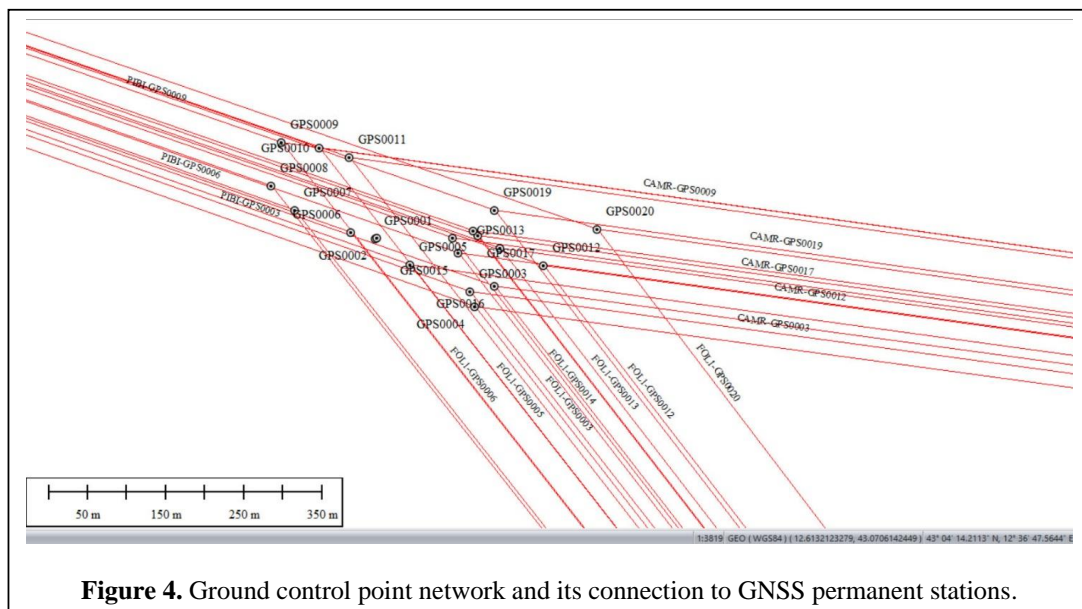 PIBI-GPS0009
GPS0009
GPS0010
GPS0011
GPS0008
PIBI-GPS0006
GPS0007
CAMR-GPS0009
PIBI-GPS0003
GPS0006
GPS0019
GPS0020
GPS0001
GPS0013
CAMR-GPS0019
GPS0002
GPS0005
GPS0017
GPS0012
CAMR-GPS0017
GPS0015
GPS0003
CAMR-GPS0012
GPS0016
GPS0004
CAMR-GPS0003
FOL1-GPS0006
FOL1-GPS0005
FOL1-GPS0014
FOL1-GPS0003
FOL1-GPS0013
FOL1-GPS0012
FOL1-GPS0020
50 m 150 m 250 m 350 m
1:3819 GEO ( WGS84 ) ( 12.6132123279, 43.0706142449 ) 43° 04' 14.2113' N, 12° 36' 47.5644' E
Figure 4. Ground control point network and its connection to GNSS permanent stations.